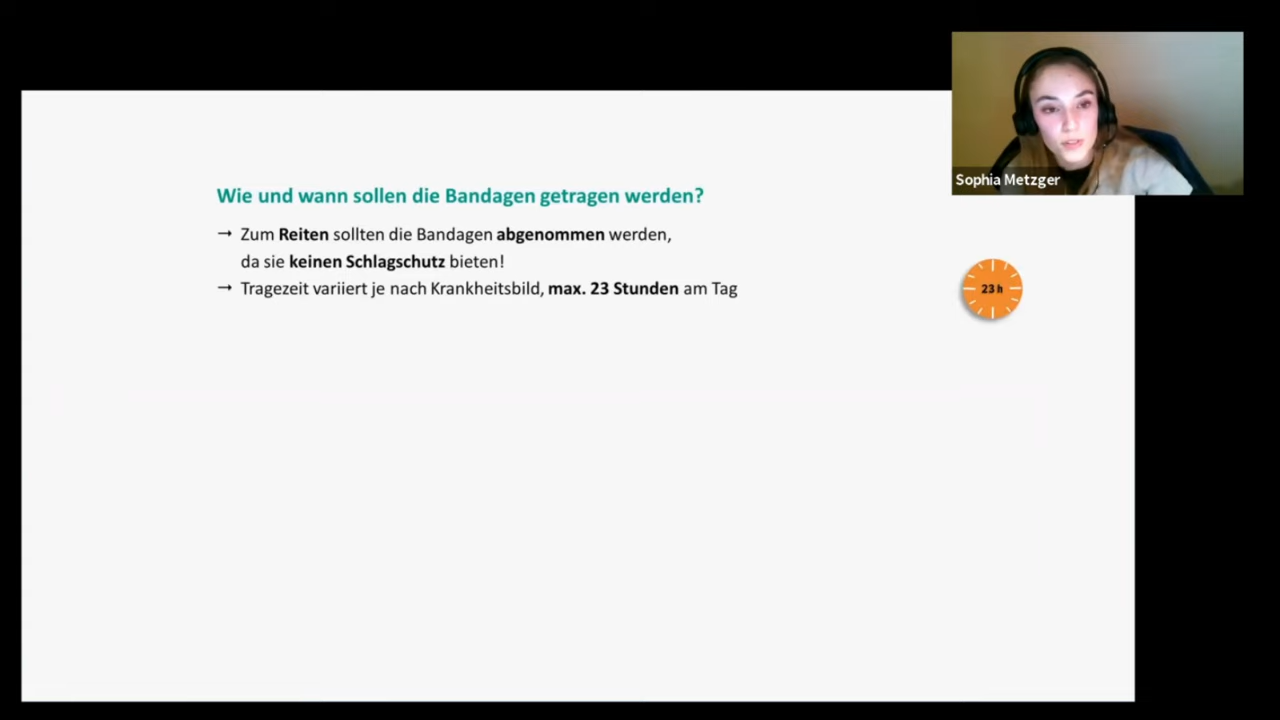 Sophia Metzger
Wie und wann sollen die Bandagen getragen werden?
→ Zum Reiten sollten die Bandagen abgenommen werden,
da sie keinen Schlagschutz bieten!
→ Tragezeit variiert je nach Krankheitsbild, max. 23 Stunden am Tag
23 h